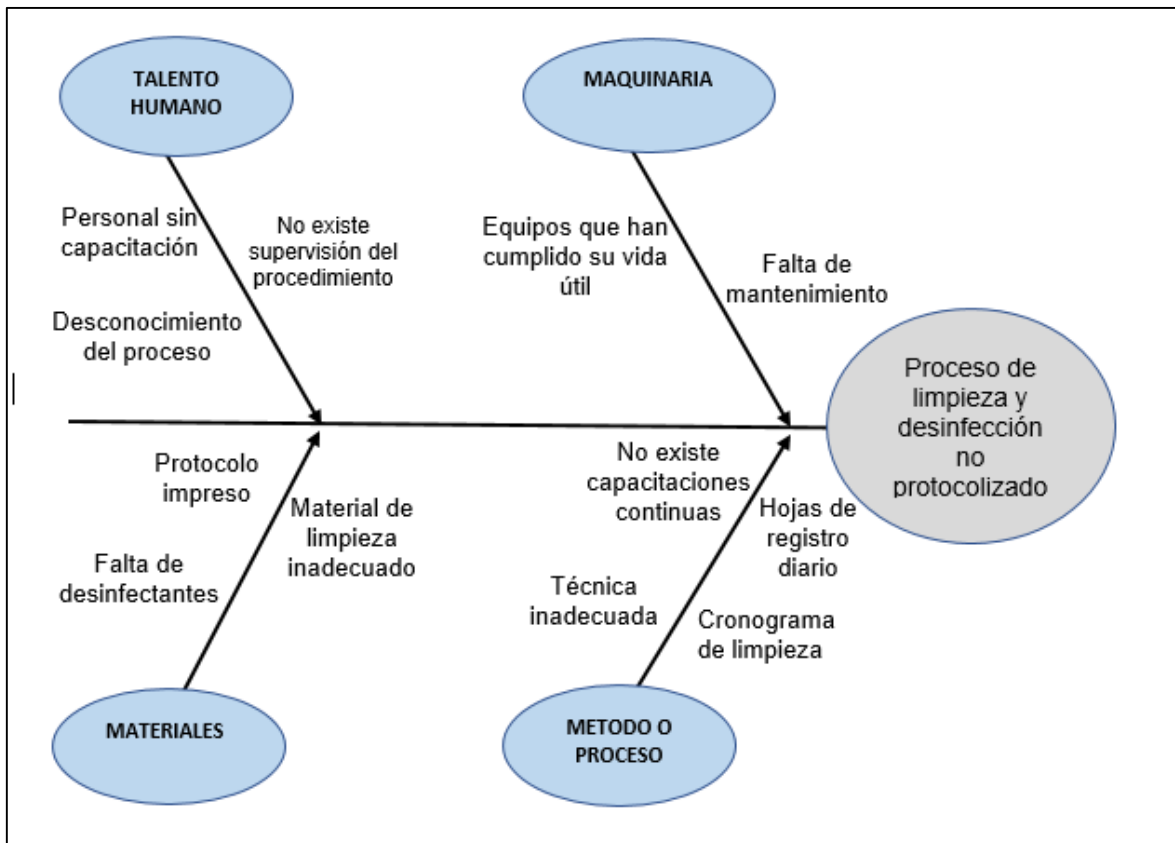 TALENTO
HUMANO
MAQUINARIA
Personal sin
capacitación
No existe
supervisión del
procedimiento
Desconocimiento
del proceso
Equipos que han
cumplido su vida
útil
Falta de
mantenimiento
Proceso de
limpieza y
desinfección
no
protocolizado
Protocolo
impreso
Material de
limpieza
inadecuado
Falta de
desinfectantes
No existe
capacitaciones
continuas
Hojas de
registro
diario
Técnica
inadecuada
Cronograma
de limpieza
MATERIALES
METODO O
PROCESO